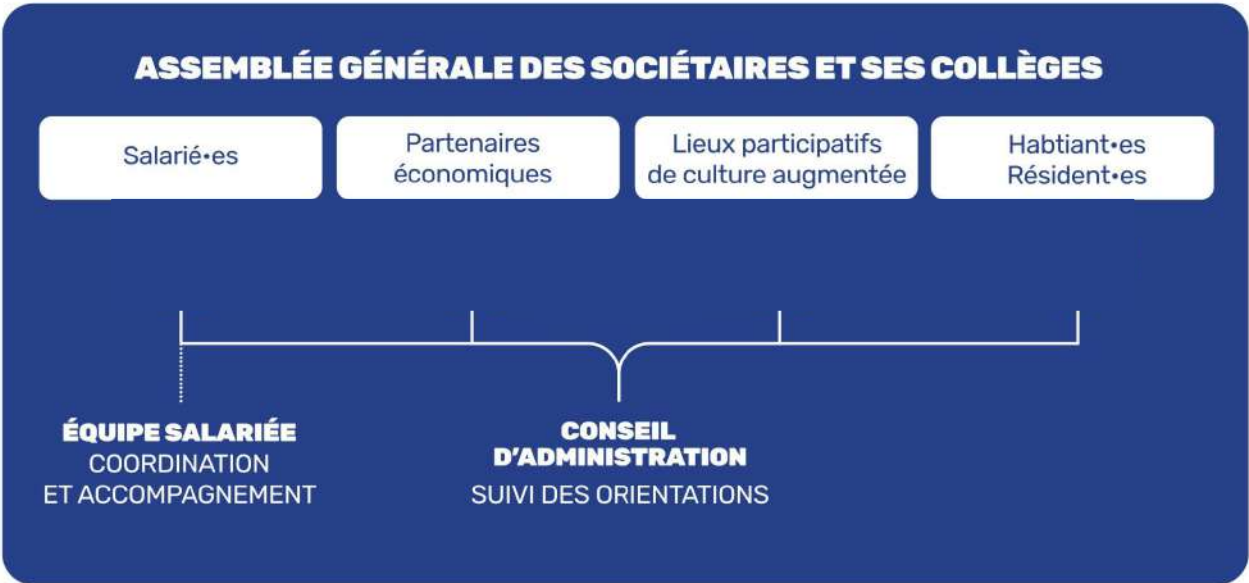 ASSEMBLÉE GÉNÉRALE DES SOCIÉTAIRES ET SES COLLÈGES
Salarié•es
Partenaires
économiques
Lieux participatifs
de culture augmentée
Habtiant•es
Résident•es
ÉQUIPE SALARIÉE
COORDINATION
ET ACCOMPAGNEMENT
CONSEIL
D'ADMINISTRATION
SUIVI DES ORIENTATIONS